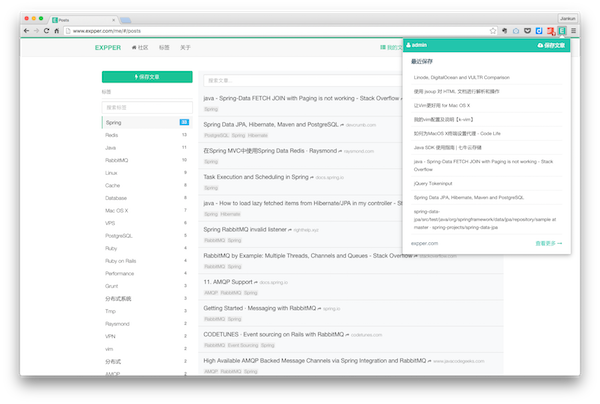 Posts
Jiankun
www.expper.com/me/#/posts
EXPPER
社区
标签
关于
我的文
保存文章
标签
搜索标签
Spring
Redis
13
Java
11
RabbitMQ
10
Linux
9
Cache
9
Database
9
Mac OS X
7
VPS
6
PostgreSQL
5
Ruby
4
Ruby on Rails
4
Performance
4
Grunt
3
分布式系统
3
Tmp
3
Raysmond
3
VPN
3
vim
3
分布式
3
AMQP
3
搜索文章...
java - Spring-Data FETCH JOIN with Paging is not working - Stack Overflow
Spring
Spring Data JPA, Hibernate, Maven and PostgreSQL
PostgreSQL Spring Hibernate
在Spring MVC中使用Spring Data Redis - Raysmond
raysmond.com
Spring
Task Execution and Scheduling in Spring
docs.spring.io
Spring
java - How to load lazy fetched items from Hibernate/JPA in my controller - St
Spring Hibernate
Spring RabbitMQ invalid listener
RabbitMQ Spring
RabbitMQ by Example: Multiple Threads, Channels and Queues - Stack Overflow
stackoverflow.com
RabbitMQ Spring
11. AMQP Support
docs.spring.io
AMQP RabbitMQ Spring
Getting Started · Messaging with RabbitMQ
spring.io
RabbitMQ Spring
CODETUNES - Event sourcing on Rails with RabbitMQ
codetunes.com
RabbitMQ Event Sourcing Spring
High Available AMQP Backed Message Channels via Spring Integration and RabbitMQ
www.javacodegeeks.com
AMQP RabbitMQ Spring
admin
保存文章
最近保存
Linode, DigitalOcean and VULTR Comparison
使用 jsoup 对 HTML 文档进行解析和操作
让Vim更好用 for Mac OS X
我的vim配置及说明【k-vim】
如何为MacOS X终端设置代理 - Code Life
Java SDK 使用指南 | 七牛云存储
java - Spring-Data FETCH JOIN with Paging is not working - Stack
Overflow
jQuery Tokeninput
Spring Data JPA, Hibernate, Maven and PostgreSQL
spring-data-
jpa/src/test/java/org/springframework/data/jpa/repository/sample at
master · spring-projects/spring-data-jpa
expper.com
查看更多